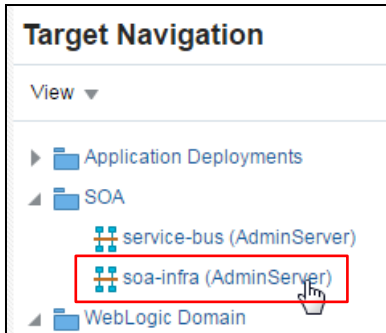 Target Navigation
View
Application Deployments
SOA
service-bus (AdminServer)
soa-infra (AdminServer)
WebLogic Domain